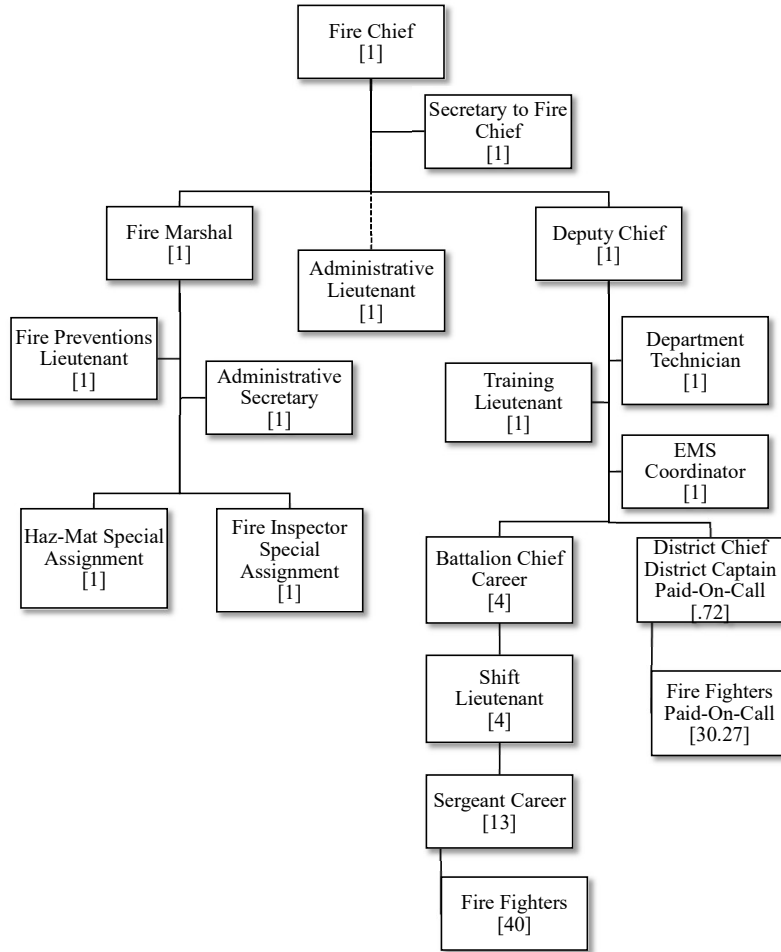 Fire Chief
[1]
Secretary to Fire
Chief
[1]
Fire Marshal
[1]
Administrative
Lieutenant
[1]
Deputy Chief
[1]
Fire Preventions
Lieutenant
[1]
Administrative
Secretary
[1]
Haz-Mat Special
Assignment
[1]
Fire Inspector
Special
Assignment
[1]
Department
Technician
[1]
Training
Lieutenant
[1]
EMS
Coordinator
[1]
Battalion Chief
Career
[4]
Shift
Lieutenant
[4]
Sergeant Career
[13]
Fire Fighters
[40]
District Chief
District Captain
Paid-On-Call
[.72]
Fire Fighters
Paid-On-Call
[30.27]